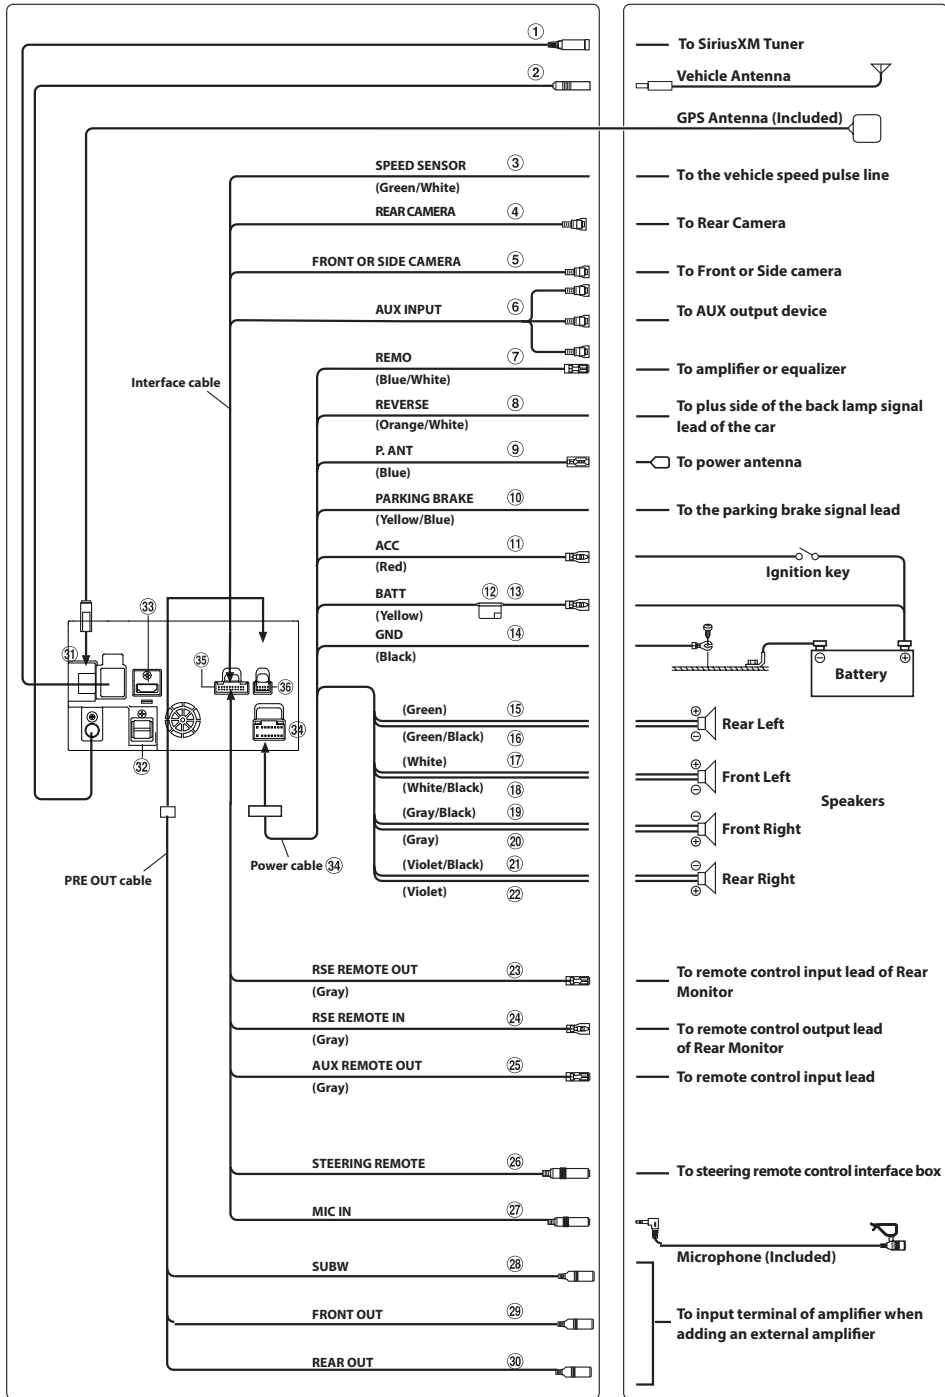 ① To SiriusXM Tuner
② Vehicle Antenna
GPS Antenna (Included)
SPEED SENSOR ③ To the vehicle speed pulse line
(Green/White)
REAR CAMERA ④ To Rear Camera
FRONT OR SIDE CAMERA ⑤ To Front or Side camera
AUX INPUT ⑥ To AUX output device
REMO ⑦ To amplifier or equalizer
(Blue/White)
Interface cable
REVERSE ⑧ To plus side of the back lamp signal
(Orange/White) lead of the car
P. ANT ⑨ To power antenna
(Blue)
PARKING BRAKE ⑩ To the parking brake signal lead
(Yellow/Blue)
ACC ⑪
(Red) Ignition key
BATT ⑫ ⑬
(Yellow)
GND ⑭
(Black)
⊖ ⊕
Battery
㉝
㉛
㉟
㊱
㉞
㉜
(Green) ⑮ ⊕
Rear Left
(Green/Black) ⑯ ⊖
(White) ⑰ ⊕
Front Left
(White/Black) ⑱ ⊖
Speakers
(Gray/Black) ⑲ ⊖
Front Right
(Gray) ⑳ ⊕
(Violet/Black) ㉑ ⊖
Rear Right
(Violet) ㉒ ⊕
Power cable ㉞
PRE OUT cable
RSE REMOTE OUT ㉓ To remote control input lead of Rear
(Gray) Monitor
RSE REMOTE IN ㉔ To remote control output lead
(Gray) of Rear Monitor
AUX REMOTE OUT ㉕ To remote control input lead
(Gray)
STEERING REMOTE ㉖ To steering remote control interface box
MIC IN ㉗
Microphone (Included)
SUBW ㉘
FRONT OUT ㉙ To input terminal of amplifier when
adding an external amplifier
REAR OUT ㉚